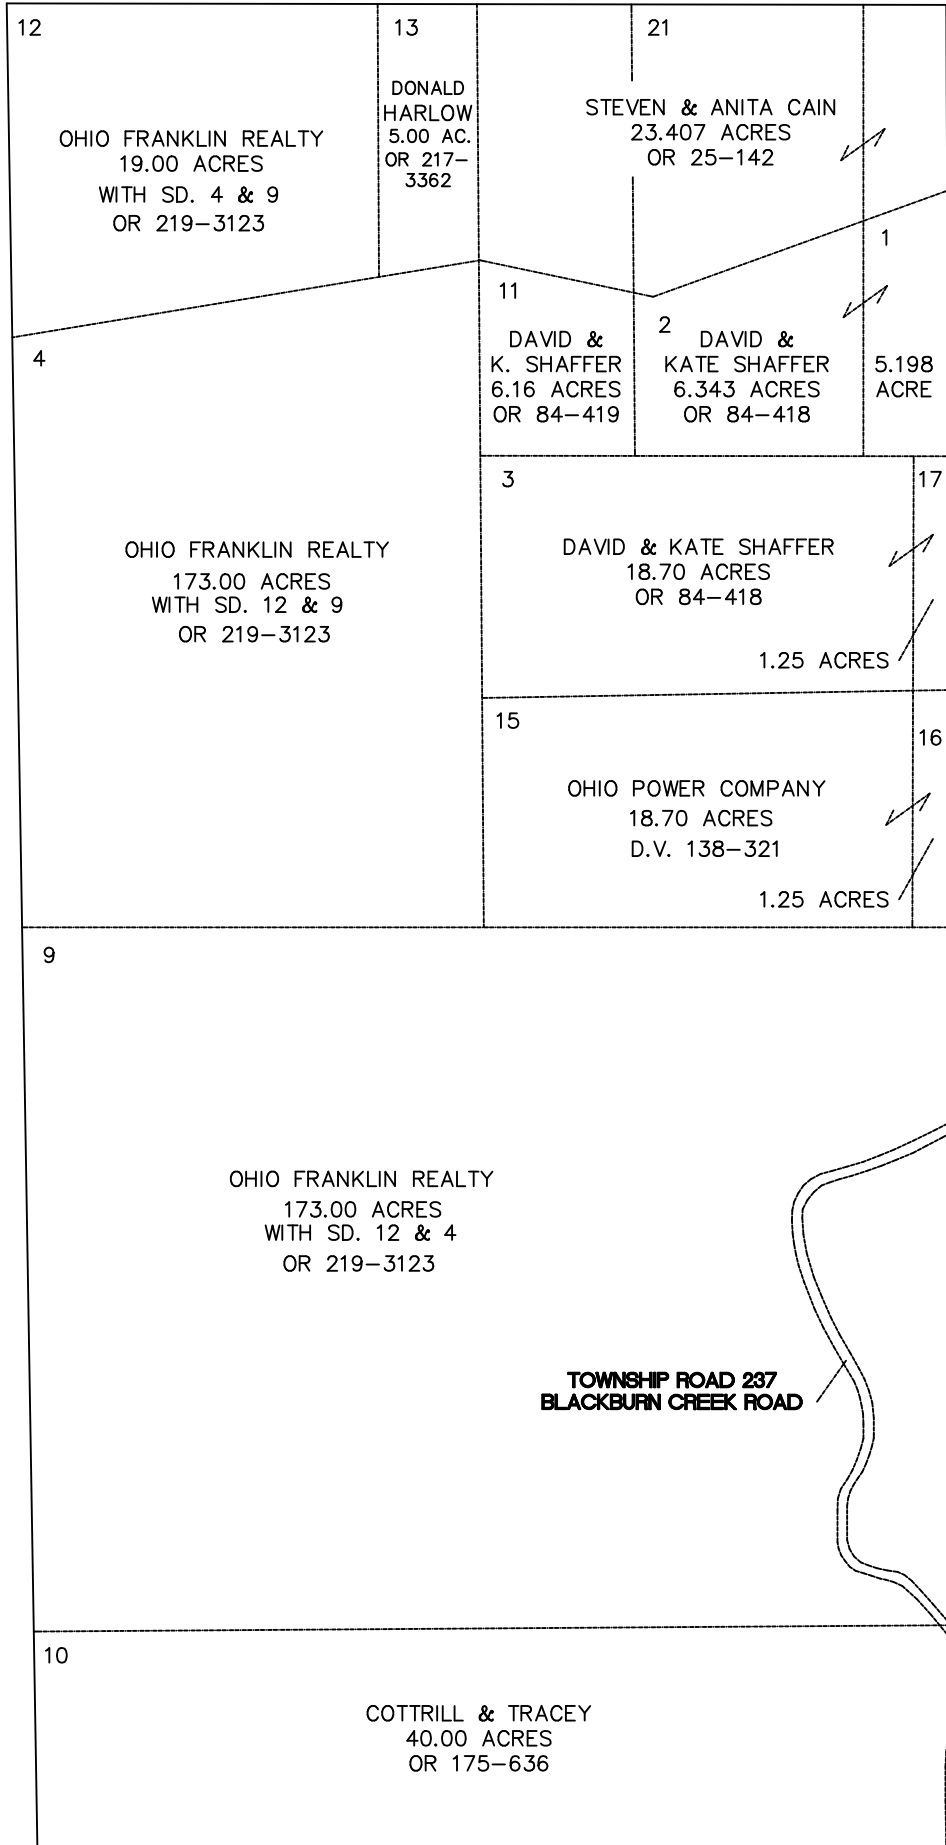 12
OHIO FRANKLIN REALTY
19.00 ACRES
WITH SD. 4 & 9
OR 219-3123
13
DONALD
HARLOW
5.00 AC.
OR 217-
3362
21
STEVEN & ANITA CAIN
23.407 ACRES
OR 25-142
1
5.198
ACRE
11
DAVID &
K. SHAFFER
6.16 ACRES
OR 84-419
2
DAVID &
KATE SHAFFER
6.343 ACRES
OR 84-418
4
OHIO FRANKLIN REALTY
173.00 ACRES
WITH SD. 12 & 9
OR 219-3123
3
DAVID & KATE SHAFFER
18.70 ACRES
OR 84-418
17
1.25 ACRES
15
OHIO POWER COMPANY
18.70 ACRES
D.V. 138-321
16
1.25 ACRES
9
OHIO FRANKLIN REALTY
173.00 ACRES
WITH SD. 12 & 4
OR 219-3123
TOWNSHIP ROAD 237
BLACKBURN CREEK ROAD
10
COTTRILL & TRACEY
40.00 ACRES
OR 175-636